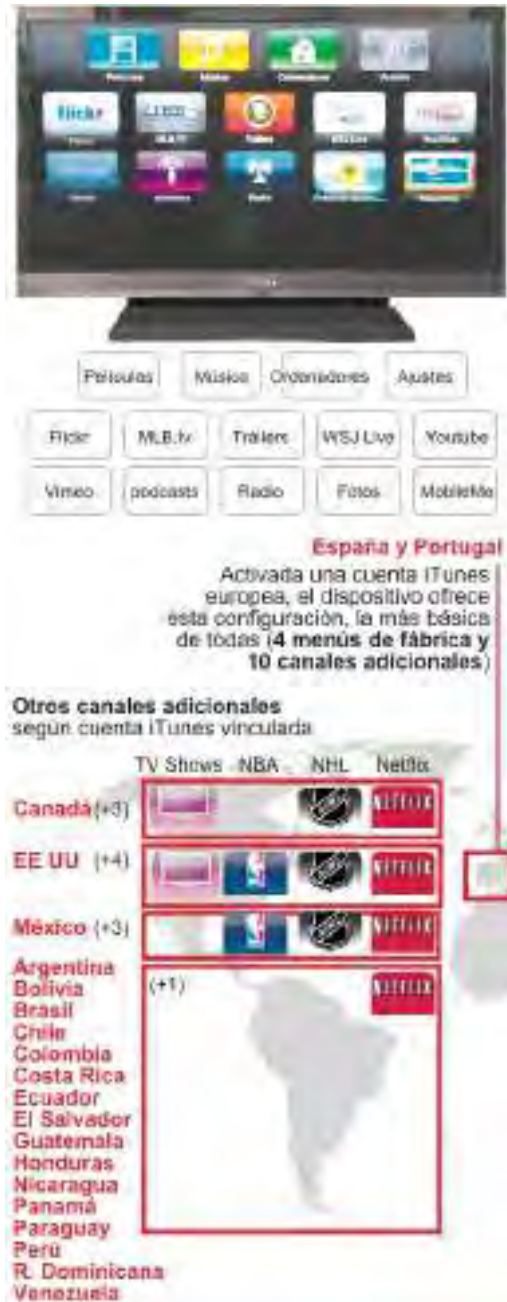 flickr
Películas
Música
Ordenadores
Ajustes
Flickr
MLB.tv
Tráilers
WSJ Live
Youtube
Vimeo
podcasts
Radio
Fotos
MobileMe
España y Portugal
Activada una cuenta iTunes
europea, el dispositivo ofrece
esta configuración, la más básica
de todas (4 menús de fábrica y
10 canales adicionales)
Otros canales adicionales
según cuenta iTunes vinculada
TV Shows NBA NHL Netflix
Canadá (+3)
NETFLIX
EE UU (+4)
NETFLIX
México (+3)
NETFLIX
Argentina
Bolivia
Brasil
Chile
Colombia
Costa Rica
Ecuador
El Salvador
Guatemala
Honduras
Nicaragua
Panamá
Paraguay
Perú
R. Dominicana
Venezuela
(+1)
NETFLIX